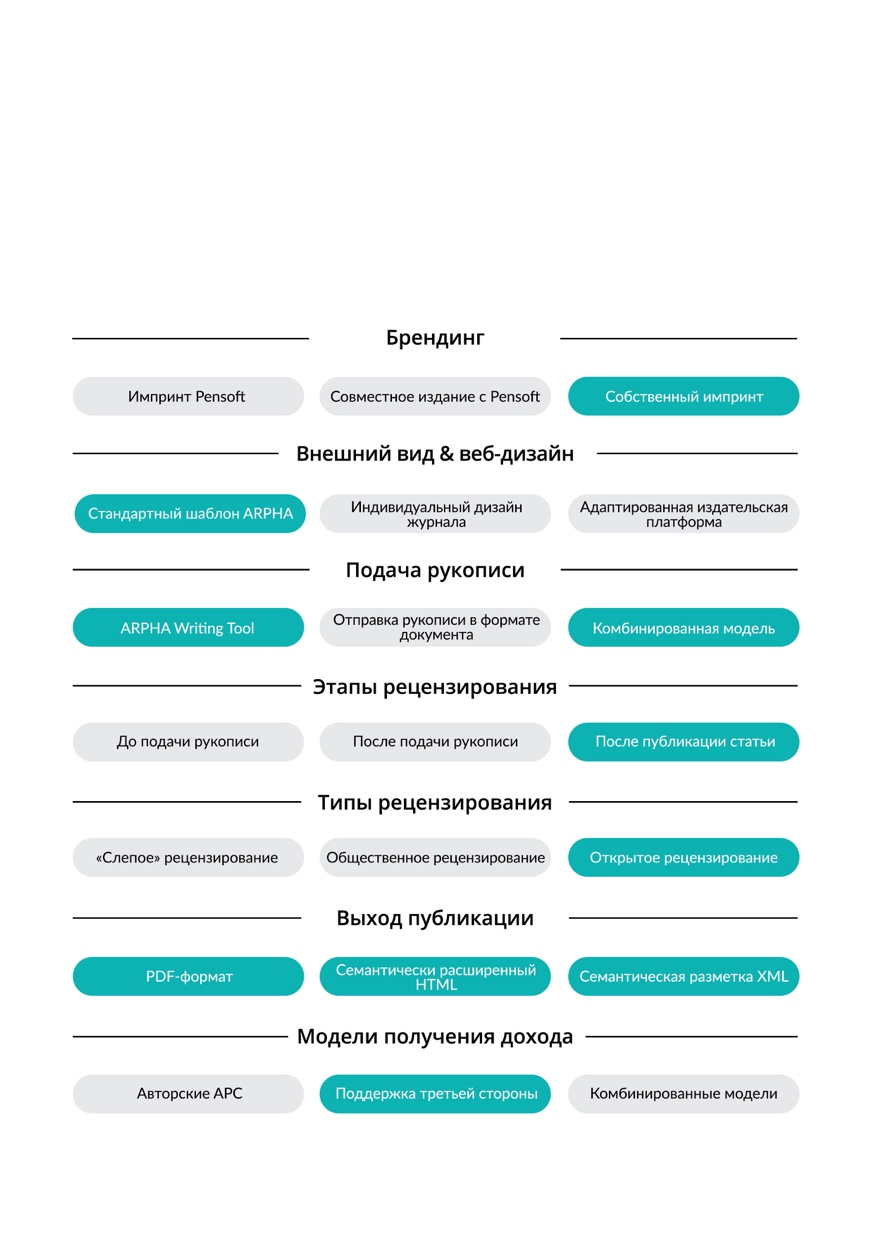 Брендинг
Импринт Pensoft
Совместное издание с Pensoft
Собственный импринт
Внешний вид & веб-дизайн
Стандартный шаблон ARPHA
Индивидуальный дизайн
журнала
Адаптированная издательская
платформа
Подача рукописи
ARPHA Writing Tool
Отправка рукописи в формате
документа
Комбинированная модель
Этапы рецензирования
До подачи рукописи
После подачи рукописи
После публикации статьи
Типы рецензирования
«Слепое» рецензирование
Общественное рецензирование
Открытое рецензирование
Выход публикации
PDF-формат
Семантически расширенный
HTML
Семантическая разметка XML
Модели получения дохода
Авторские APC
Поддержка третьей стороны
Комбинированные модели